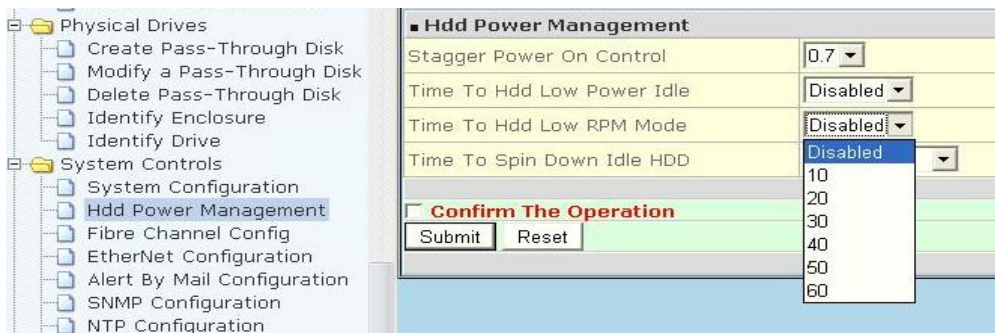 Physical Drives
Create Pass-Through Disk
Modify a Pass-Through Disk
Delete Pass-Through Disk
Identify Enclosure
Identify Drive
System Controls
System Configuration
Hdd Power Management
Fibre Channel Config
EtherNet Configuration
Alert By Mail Configuration
SNMP Configuration
NTP Configuration
Hdd Power Management
Stagger Power On Control 0.7
Time To Hdd Low Power Idle Disabled
Time To Hdd Low RPM Mode Disabled
Time To Spin Down Idle HDD
Disabled
10
20
30
40
50
60
Confirm The Operation
Submit Reset